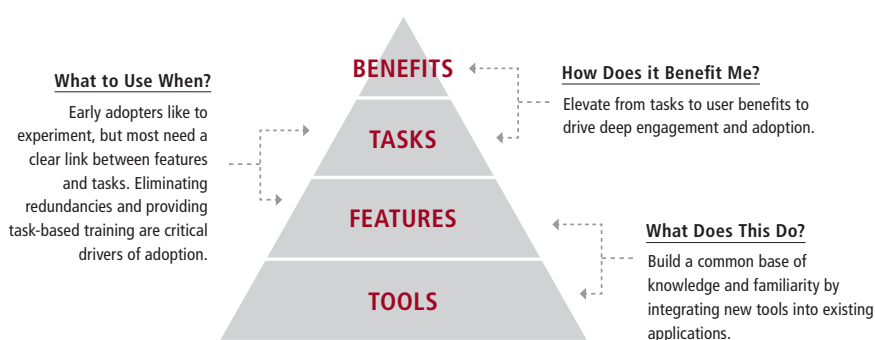 BENEFITS
TASKS
FEATURES
TOOLS
What to Use When?
Early adopters like to
experiment, but most need a
clear link between features
and tasks. Eliminating
redundancies and providing
task-based training are critical
drivers of adoption.
How Does it Benefit Me?
Elevate from tasks to user benefits to
drive deep engagement and adoption.
What Does This Do?
Build a common base of
knowledge and familiarity by
integrating new tools into existing
applications.